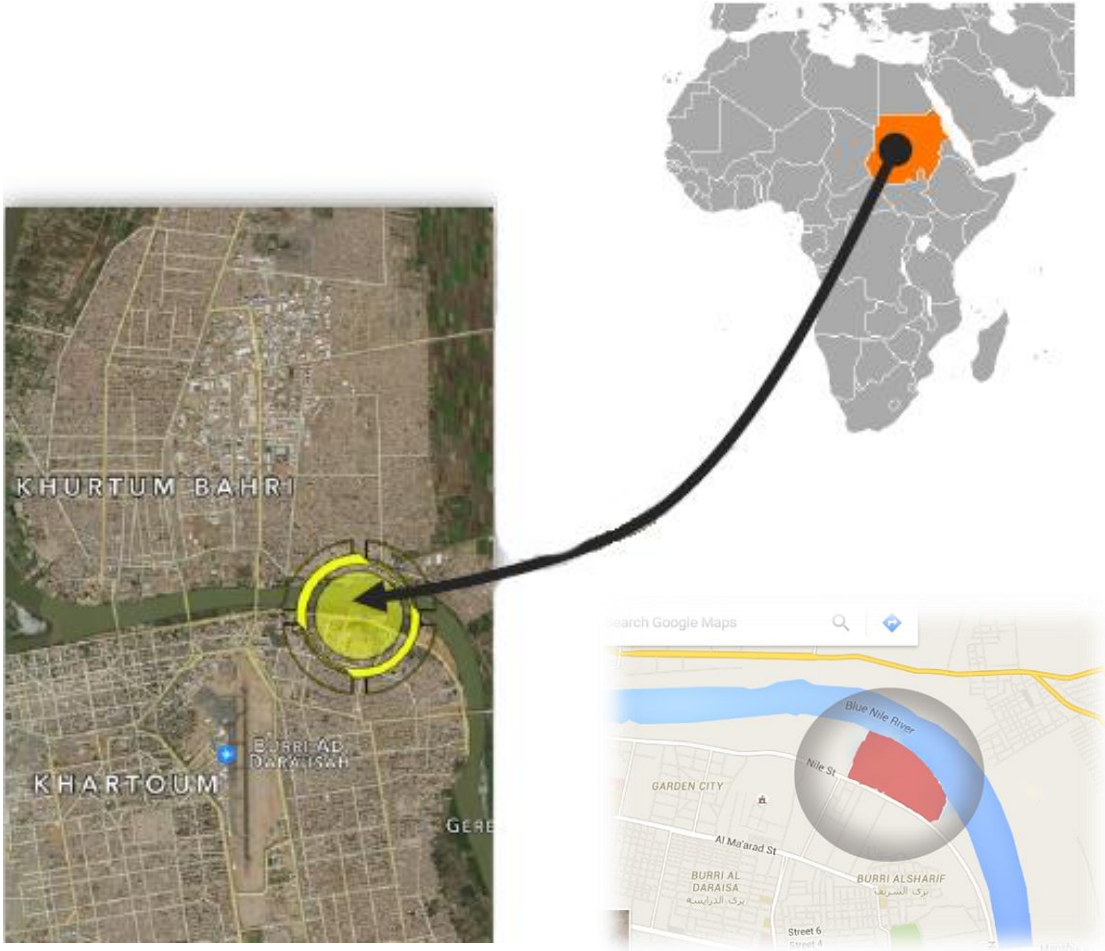 KHURTUM BAHRI
BURRI AD
DARAISAH
KHARTOUM
GERE
earch Google Maps
Blue Nile River
Nile St
GARDEN CITY
Al Ma'arad St
BURRI AL
DARAISA
بري الدرايسة
BURRI ALSHARIF
بري الشريف
Street 6
Street 4